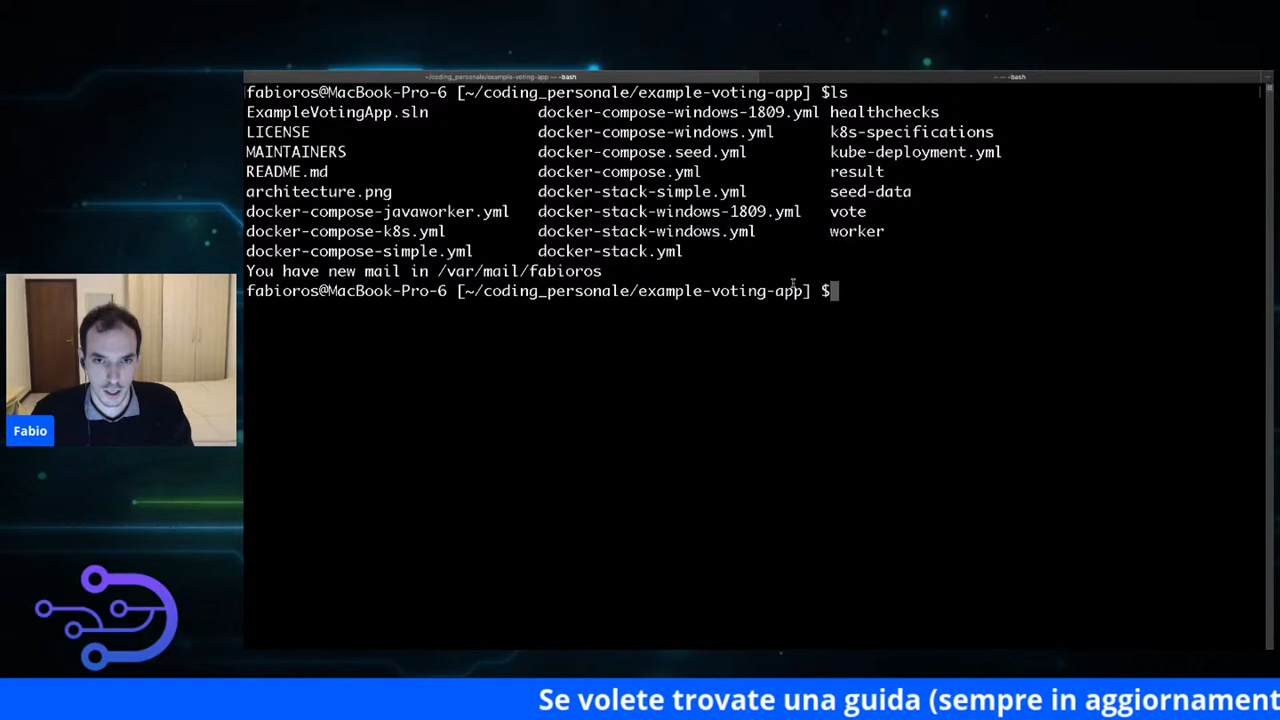 ~/coding_personale/example-voting-app — -bash
— -bash
fabioros@MacBook-Pro-6 [~/coding_personale/example-voting-app] $ls
ExampleVotingApp.sln docker-compose-windows-1809.yml healthchecks
LICENSE docker-compose-windows.yml k8s-specifications
MAINTAINERS docker-compose.seed.yml kube-deployment.yml
README.md docker-compose.yml result
architecture.png docker-stack-simple.yml seed-data
docker-compose-javaworker.yml docker-stack-windows-1809.yml vote
docker-compose-k8s.yml docker-stack-windows.yml worker
docker-compose-simple.yml docker-stack.yml
You have new mail in /var/mail/fabioros
fabioros@MacBook-Pro-6 [~/coding_personale/example-voting-app] $
Fabio
Se volete trovate una guida (sempre in aggiornament